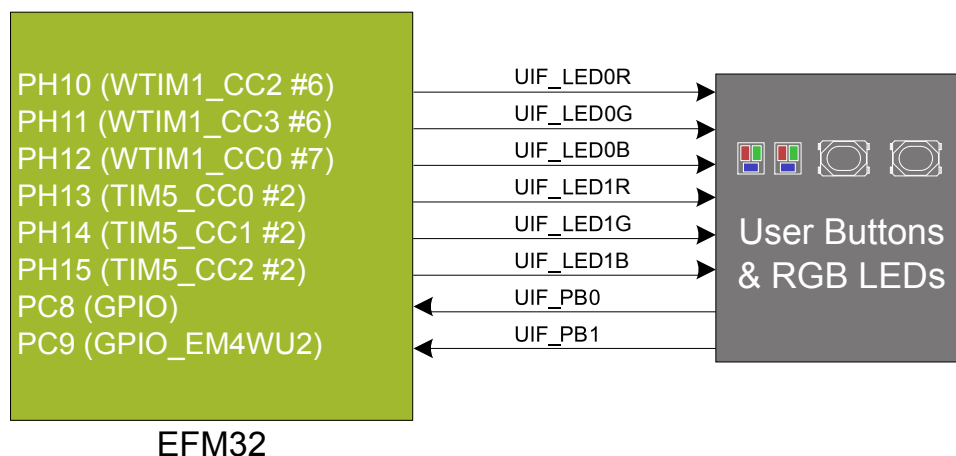 PH10 (WTIM1_CC2 #6)
PH11 (WTIM1_CC3 #6)
PH12 (WTIM1_CC0 #7)
PH13 (TIM5_CC0 #2)
PH14 (TIM5_CC1 #2)
PH15 (TIM5_CC2 #2)
PC8 (GPIO)
PC9 (GPIO_EM4WU2)
EFM32
UIF_LED0R
UIF_LED0G
UIF_LED0B
UIF_LED1R
UIF_LED1G
UIF_LED1B
UIF_PB0
UIF_PB1
User Buttons
& RGB LEDs